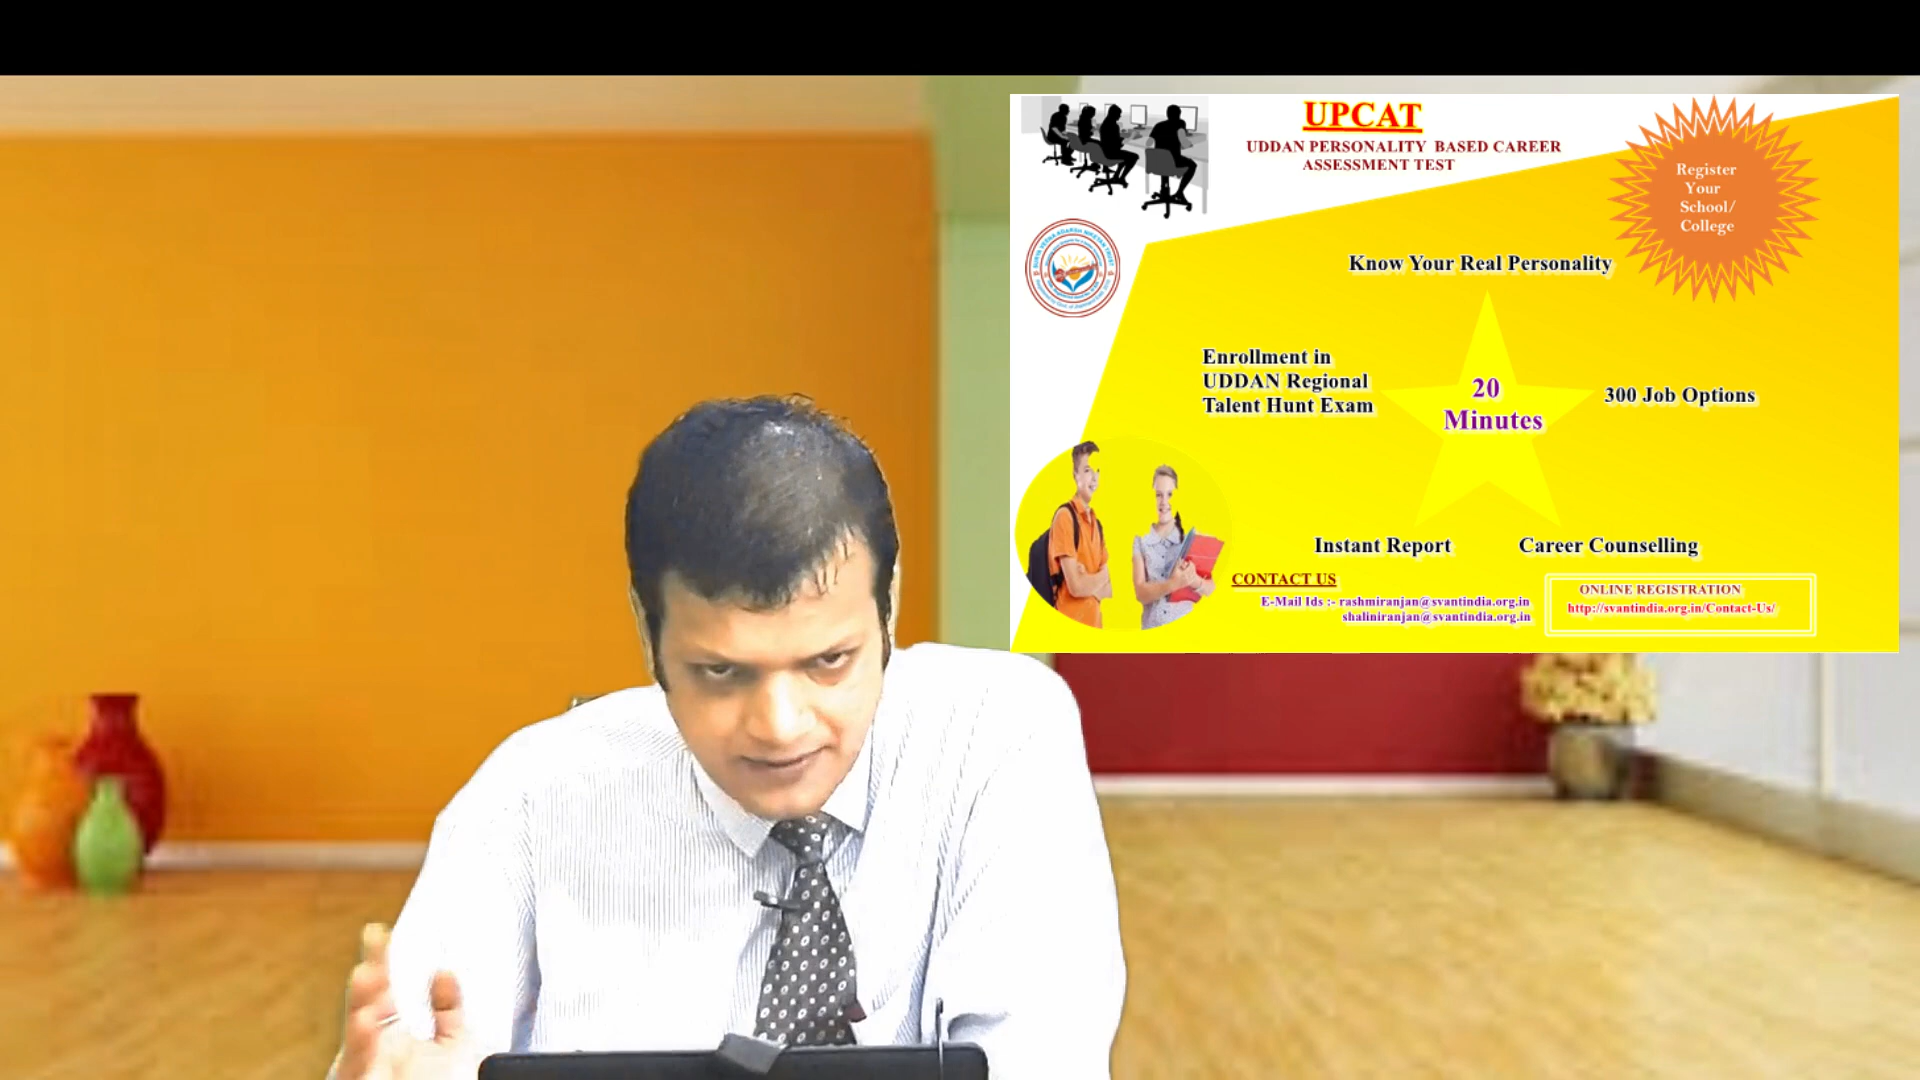 UPCAT
UDDAN PERSONALITY BASED CAREER
ASSESSMENT TEST
Register
Your
School/
College
Know Your Real Personality
Enrollment in
UDDAN Regional
Talent Hunt Exam
20
Minutes
300 Job Options
Instant Report
Career Counselling
CONTACT US
E-Mail Ids :- rashmiranjan@svantindia.org.in
shaliniranjan@svantindia.org.in
ONLINE REGISTRATION
http://svantindia.org.in/Contact-Us/